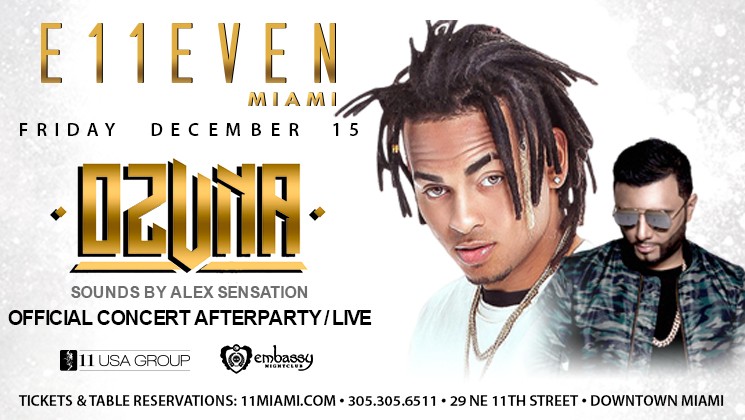 E11EVEN
MIAMI
FRIDAY DECEMBER 15
OZUNA
SOUNDS BY ALEX SENSATION
OFFICIAL CONCERT AFTERPARTY / LIVE
11 USA GROUP
embassy
NIGHTCLUB
TICKETS & TABLE RESERVATIONS: 11MIAMI.COM • 305.305.6511 • 29 NE 11TH STREET • DOWNTOWN MIAMI